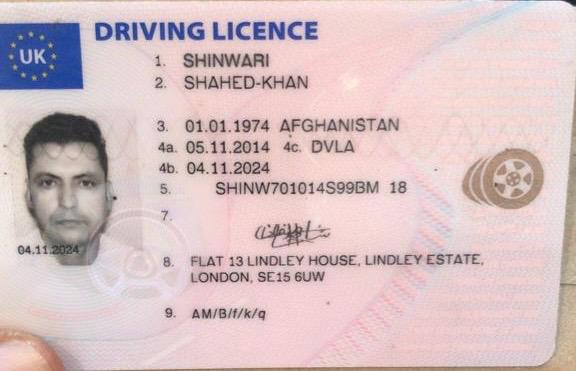 UK
DRIVING LICENCE
1. SHINWARI
2. SHAHED-KHAN
3. 01.01.1974 AFGHANISTAN
4a. 05.11.2014 4c. DVLA
4b. 04.11.2024
5. SHINW701014S99BM 18
7.
04.11.2024
8. FLAT 13 LINDLEY HOUSE, LINDLEY ESTATE,
LONDON, SE15 6UW
9. AM/B/f/k/q